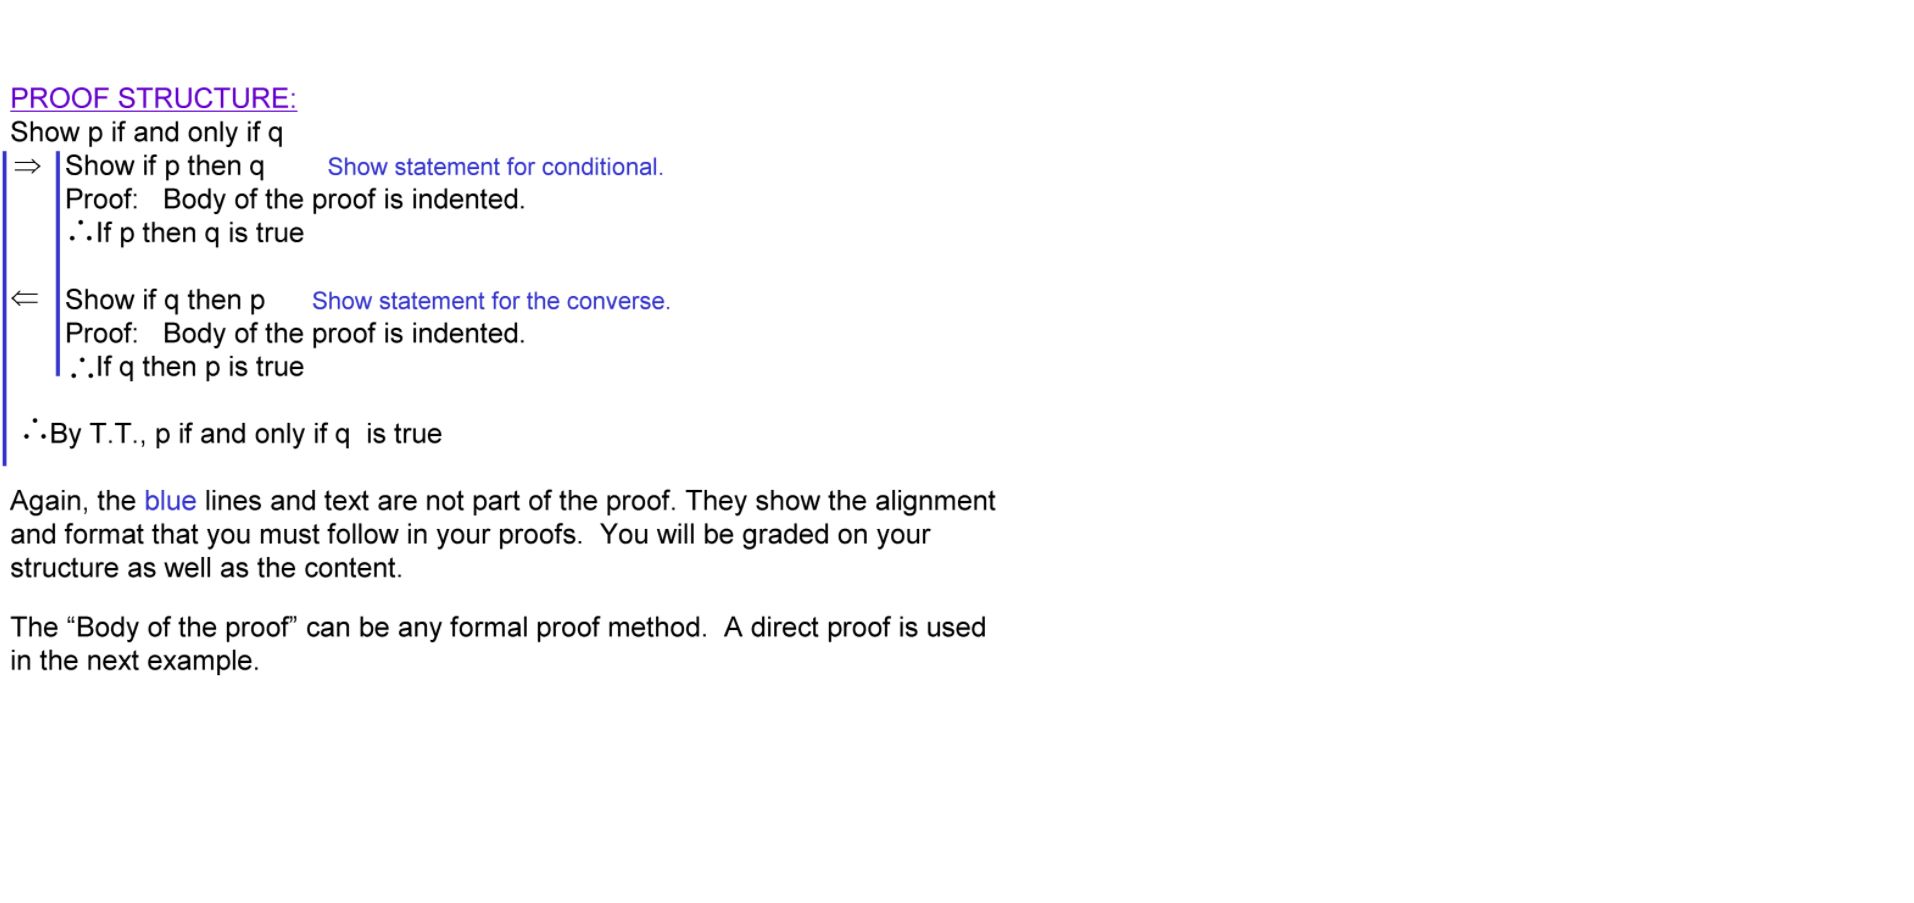 PROOF STRUCTURE:
Show p if and only if q
⇒ Show if p then q Show statement for conditional.
Proof: Body of the proof is indented.
∴If p then q is true
⇐ Show if q then p Show statement for the converse.
Proof: Body of the proof is indented.
∴If q then p is true
∴By T.T., p if and only if q is true
Again, the blue lines and text are not part of the proof. They show the alignment
and format that you must follow in your proofs. You will be graded on your
structure as well as the content.
The “Body of the proof” can be any formal proof method. A direct proof is used
in the next example.